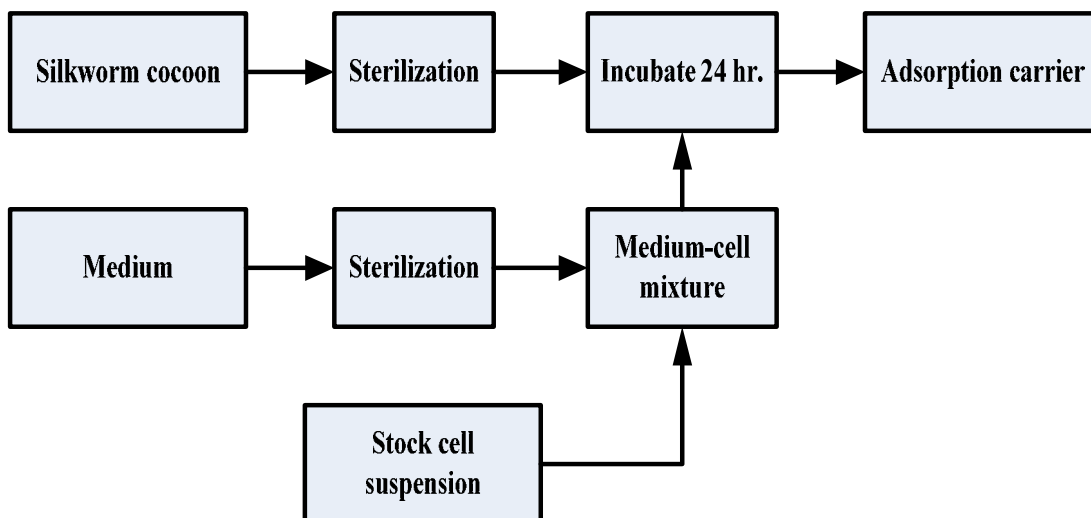 Silkworm cocoon
Sterilization
Incubate 24 hr.
Adsorption carrier
Medium
Sterilization
Medium-cell
mixture
Stock cell
suspension